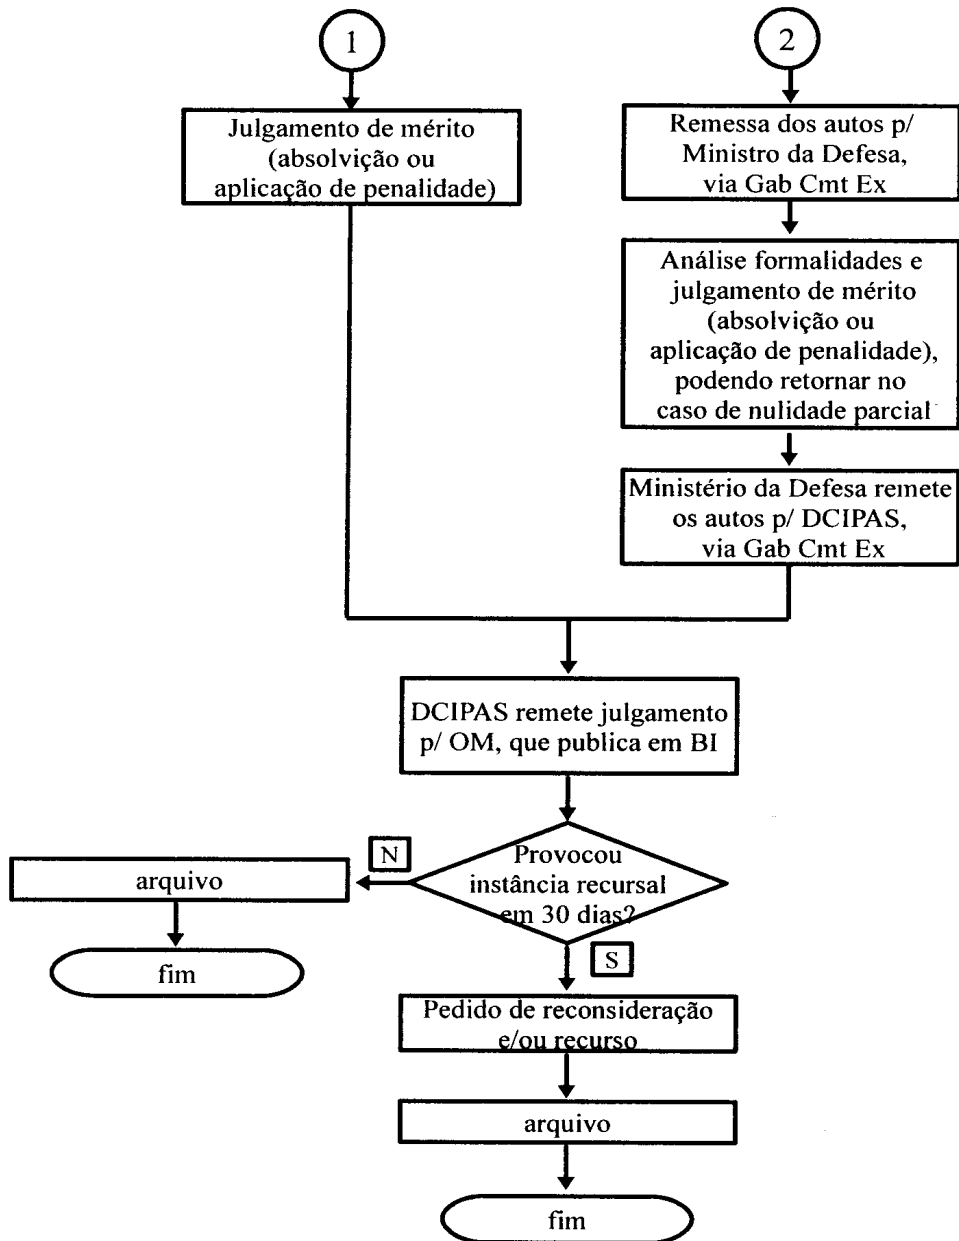 1
Julgamento de mérito
(absolvição ou
aplicação de penalidade)
2
Remessa dos autos p/
Ministro da Defesa,
via Gab Cmt Ex
Análise formalidades e
julgamento de mérito
(absolvição ou
aplicação de penalidade),
podendo retornar no
caso de nulidade parcial
Ministério da Defesa remete
os autos p/ DCIPAS,
via Gab Cmt Ex
DCIPAS remete julgamento
p/ OM, que publica em BI
Provocou
instância recursal
em 30 dias?
N
arquivo
fim
S
Pedido de reconsideração
e/ou recurso
arquivo
fim